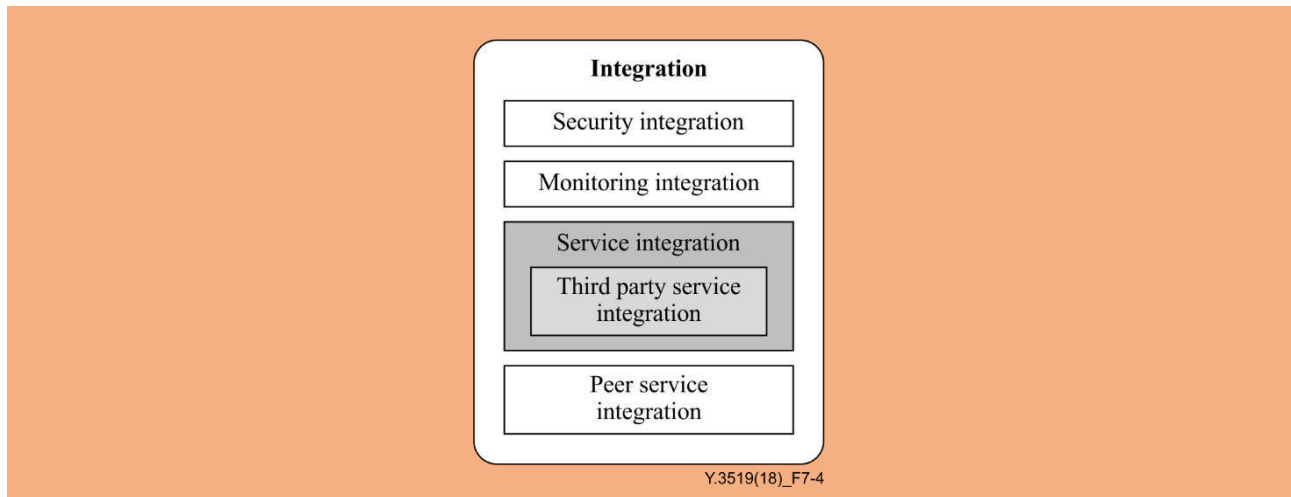 Integration
Security integration
Monitoring integration
Service integration
Third party service
integration
Peer service
integration
Y.3519(18)_F7-4